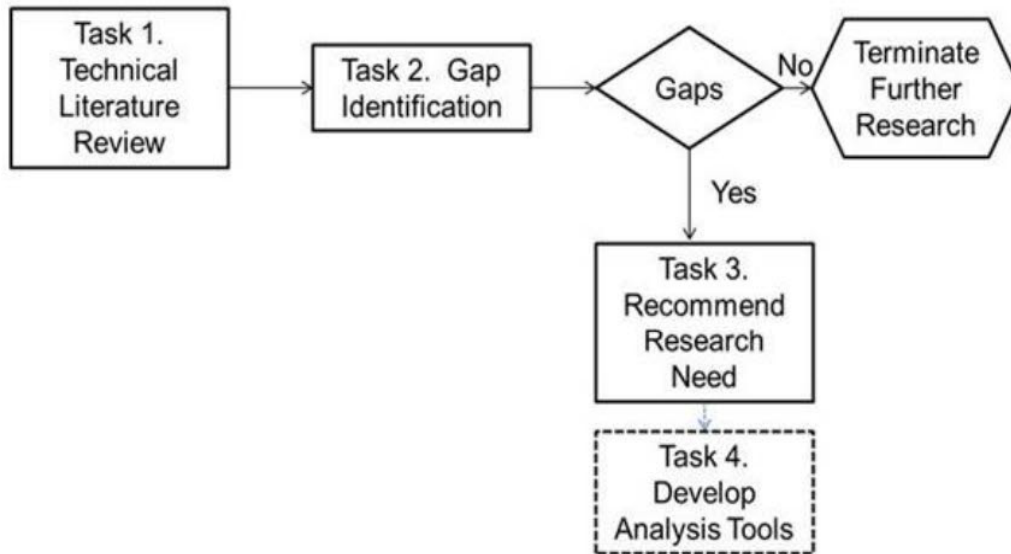 Task 1.
Technical
Literature
Review
Task 2.  Gap
Identification
Gaps
No
Terminate
Further
Research
Yes
Task 3.
Recommend
Research
Need
Task 4.
Develop
Analysis Tools